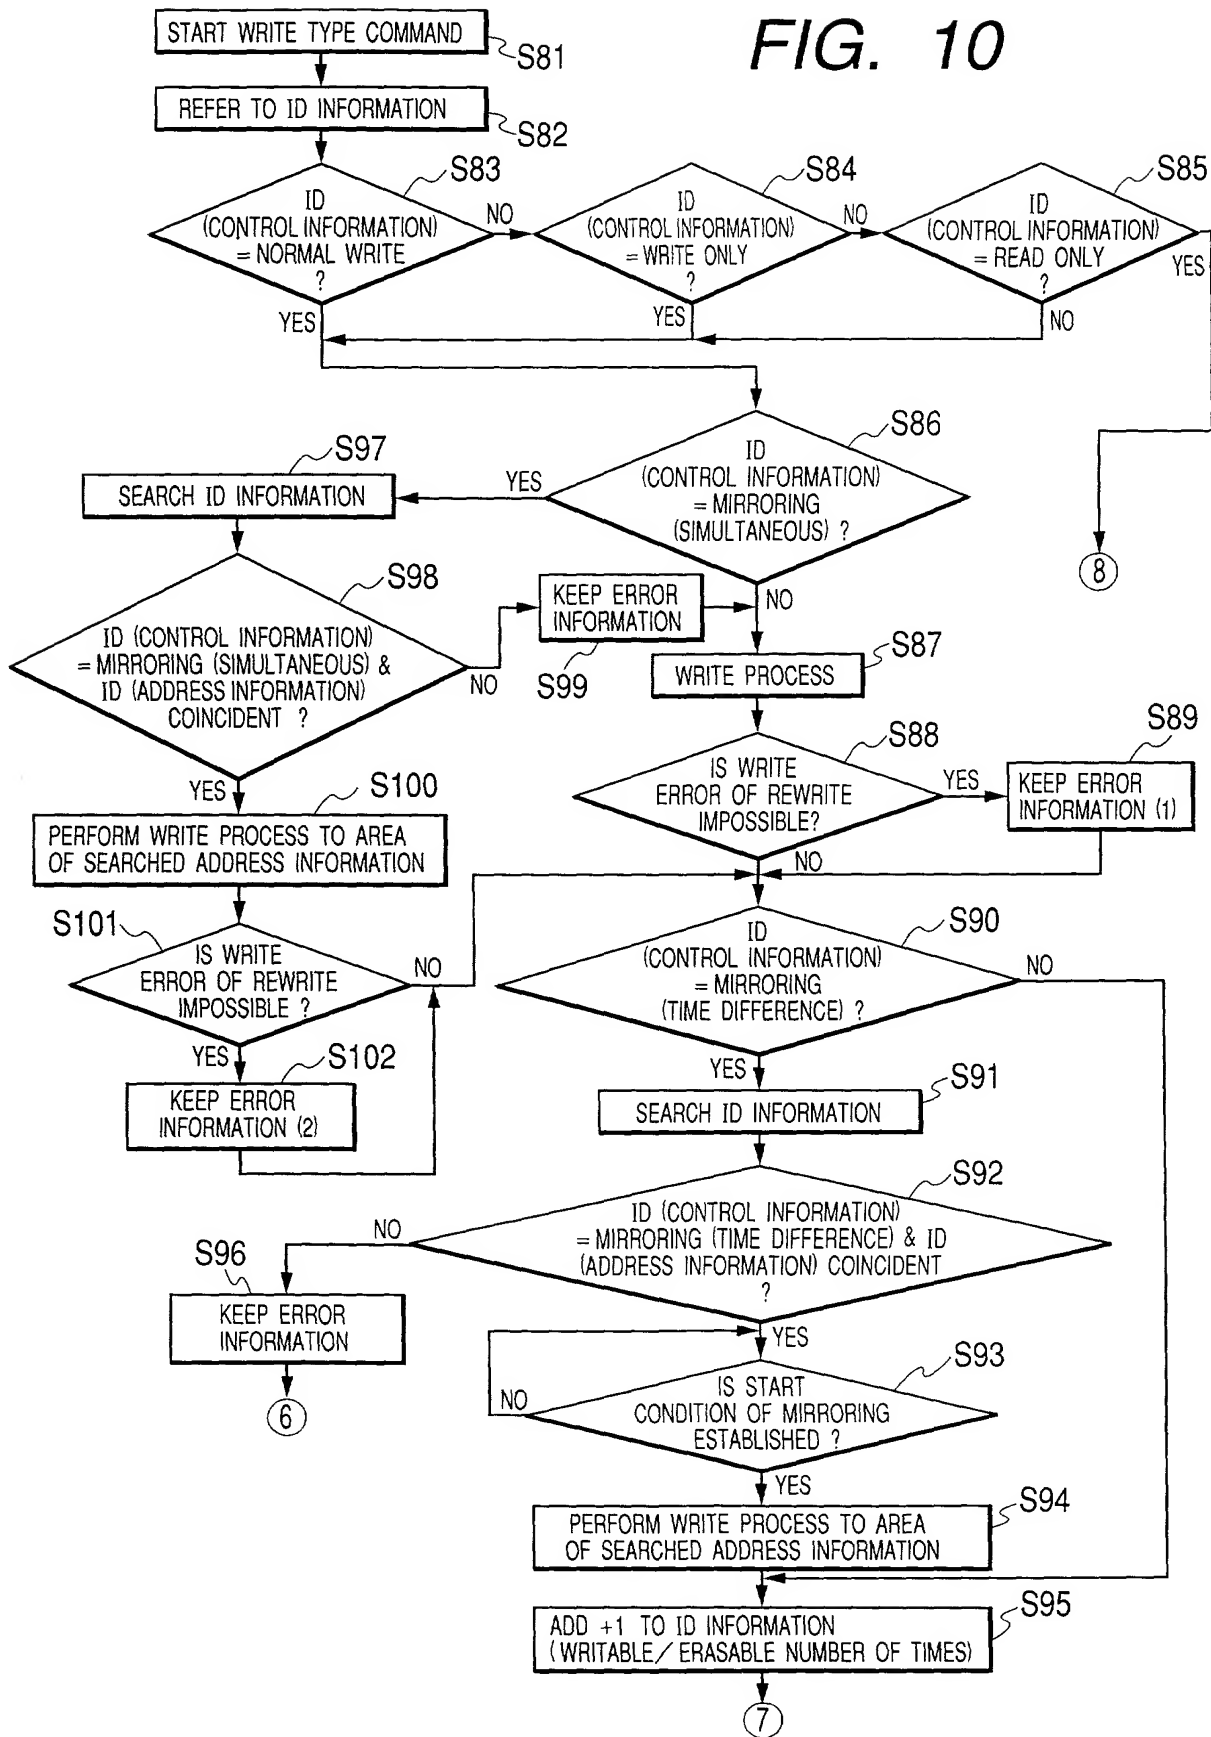 FIG. 10
START WRITE TYPE COMMAND
S81
REFER TO ID INFORMATION
S82
S83
ID
(CONTROL INFORMATION)
= NORMAL WRITE
?
NO
YES
S84
ID
(CONTROL INFORMATION)
= WRITE ONLY
?
NO
YES
S85
ID
(CONTROL INFORMATION)
= READ ONLY
?
YES
NO
8
S86
ID
(CONTROL INFORMATION)
= MIRRORING
(SIMULTANEOUS) ?
YES
NO
S97
SEARCH ID INFORMATION
S98
ID (CONTROL INFORMATION)
= MIRRORING (SIMULTANEOUS) &
ID (ADDRESS INFORMATION)
COINCIDENT ?
NO
YES
KEEP ERROR
INFORMATION
S99
S87
WRITE PROCESS
S88
IS WRITE
ERROR OF REWRITE
IMPOSSIBLE?
YES
NO
S89
KEEP ERROR
INFORMATION (1)
S100
PERFORM WRITE PROCESS TO AREA
OF SEARCHED ADDRESS INFORMATION
S101
IS WRITE
ERROR OF REWRITE
IMPOSSIBLE ?
NO
YES
S102
KEEP ERROR
INFORMATION (2)
S90
ID
(CONTROL INFORMATION)
= MIRRORING
(TIME DIFFERENCE) ?
NO
YES
S91
SEARCH ID INFORMATION
S92
ID (CONTROL INFORMATION)
= MIRRORING (TIME DIFFERENCE) & ID
(ADDRESS INFORMATION) COINCIDENT
?
NO
YES
S96
KEEP ERROR
INFORMATION
6
S93
IS START
CONDITION OF MIRRORING
ESTABLISHED ?
NO
YES
S94
PERFORM WRITE PROCESS TO AREA
OF SEARCHED ADDRESS INFORMATION
S95
ADD +1 TO ID INFORMATION
(WRITABLE/ERASABLE NUMBER OF TIMES)
7